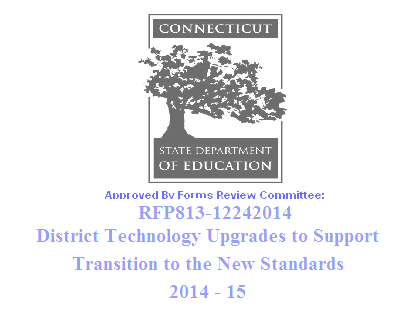 CONNECTICUT
STATE DEPARTMENT
OF EDUCATION
Approved By Forms Review Committee:
RFP813-12242014
District Technology Upgrades to Support
Transition to the New Standards
2014 - 15